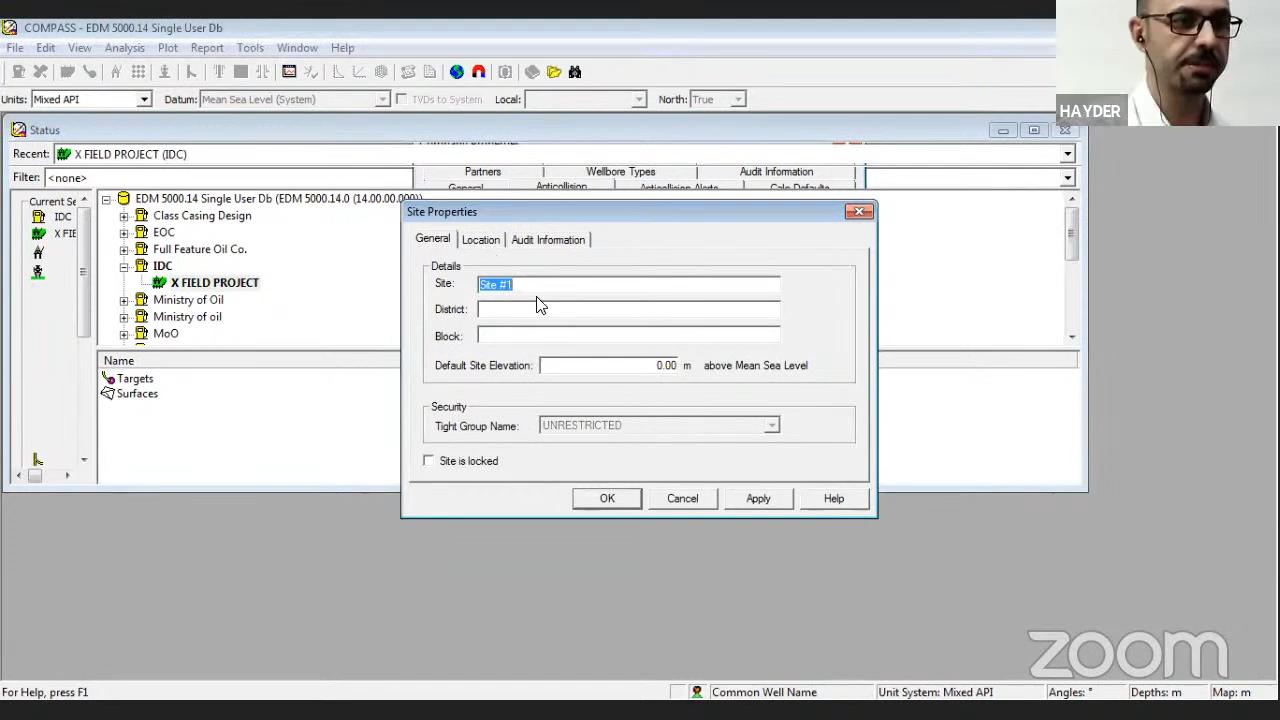 COMPASS - EDM 5000.14 Single User Db
File Edit View Analysis Plot Report Tools Window Help
Units: Mixed API Datum: Mean Sea Level (System) TVDs to System Local: North: True
HAYDER
Status
Recent: X FIELD PROJECT (IDC)
Filter: <none>
Partners Wellbore Types Audit Information
General Anticollision Anticollision Alerts Calc Defaults
Current Se
IDC
X FIE
EDM 5000.14 Single User Db (EDM 5000.14.0 (14.00.00.000))
Class Casing Design
EOC
Full Feature Oil Co.
IDC
X FIELD PROJECT
Ministry of Oil
Ministry of oil
MoO
Name
Targets
Surfaces
Site Properties
General Location Audit Information
Details
Site: Site #1
District:
Block:
Default Site Elevation: 0.00 m above Mean Sea Level
Security
Tight Group Name: UNRESTRICTED
Site is locked
OK Cancel Apply Help
zoom
For Help, press F1
Common Well Name Unit System: Mixed API Angles: ° Depths: m Map: m